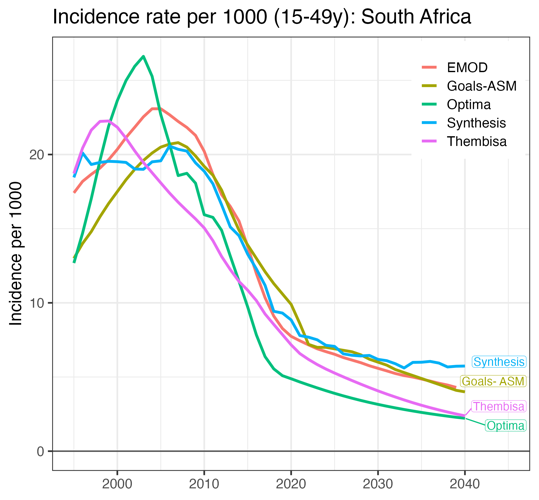 Incidence rate per 1000 (15-49y): South Africa
Incidence per 1000
20
10
0
2000 2010 2020 2030 2040
EMOD
Goals-ASM
Optima
Synthesis
Thembisa
Synthesis
Goals- ASM
Thembisa
Optima